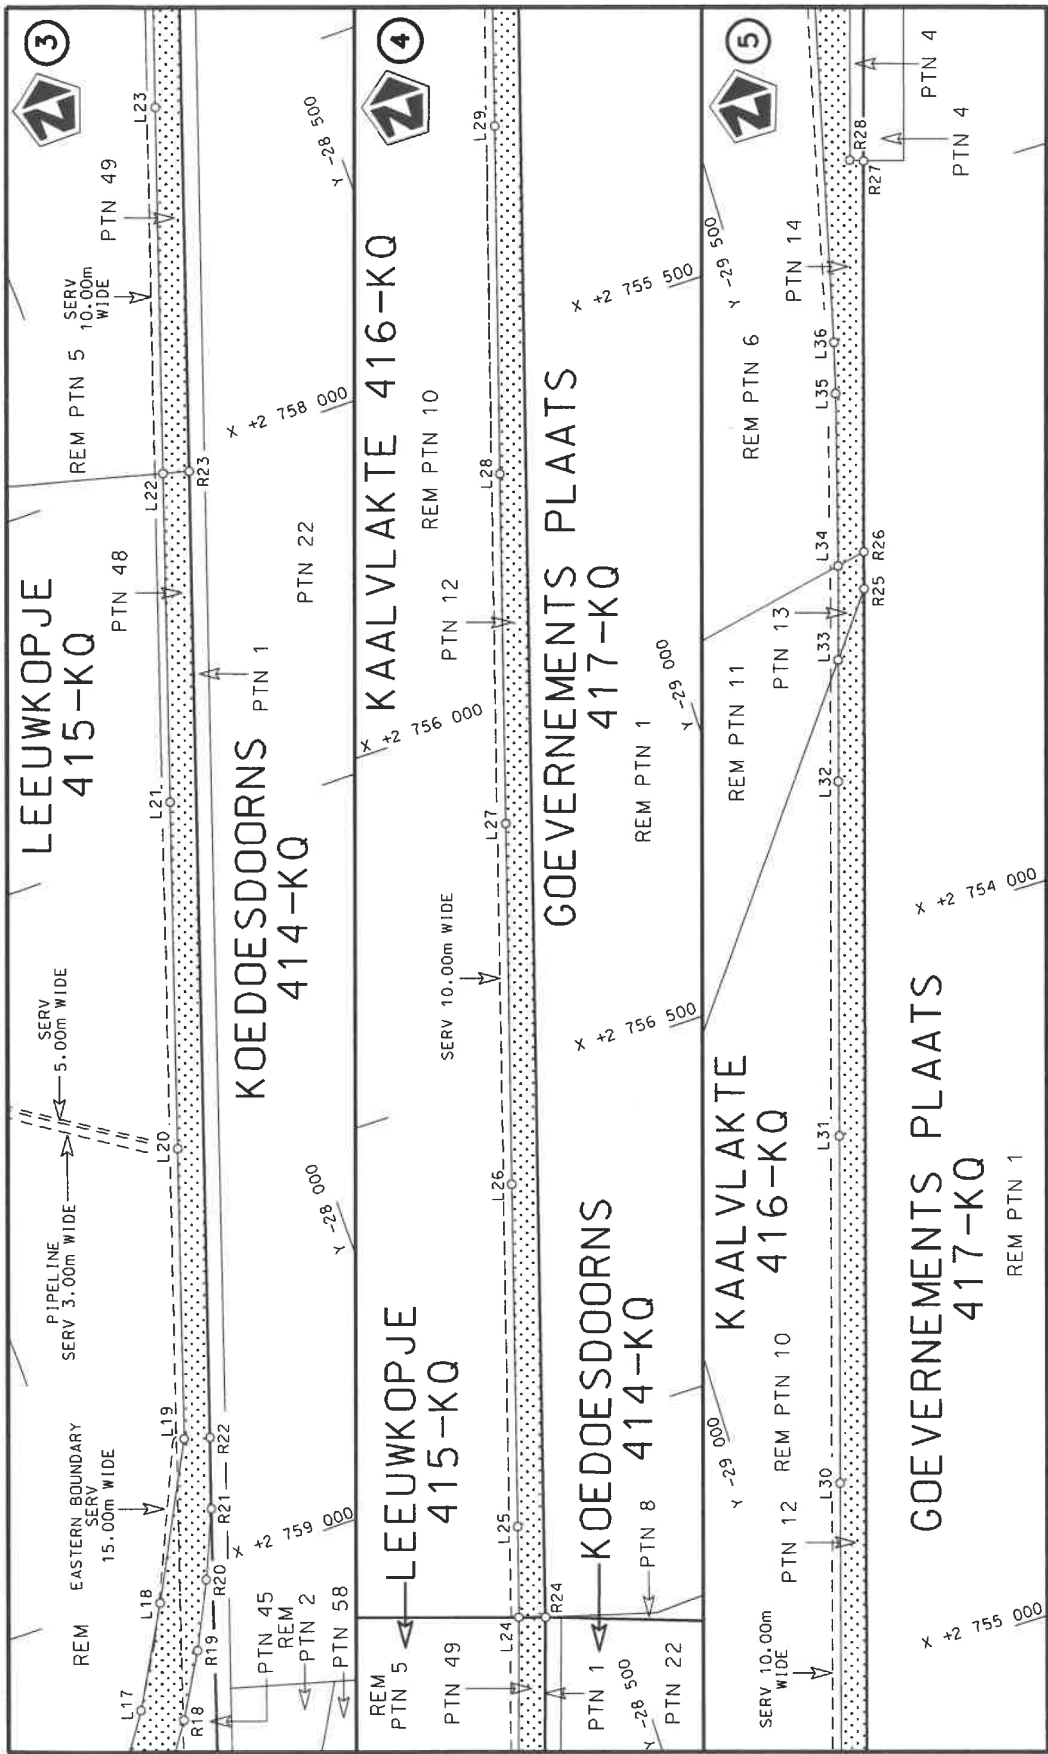 3
Z
REM
EASTERN BOUNDARY
SERV
15.00m WIDE
PIPELINE
SERV 3.00m WIDE
SERV
5.00m WIDE
LEEUWKOPJE
415-KQ
PTN 48
REM PTN 5
SERV
10.00m
WIDE
PTN 49
L17
L18
L19
L20
L21
L22
L23
R18
R19
R20
R21
R22
R23
PTN 45
REM
PTN 2
PTN 58
X +2 759 000
Y -28 000
KOEDOESDOORNS
414-KQ
PTN 1
PTN 22
X +2 758 000
Y -28 500
4
Z
REM
PTN 5
PTN 49
LEEUWKOPJE
415-KQ
SERV 10.00m WIDE
X +2 756 000
PTN 12
KAALVLAKTE 416-KQ
REM PTN 10
L24
L25
L26
L27
L28
L29
R24
PTN 1
Y -28 500
PTN 22
KOEDOESDOORNS
414-KQ
PTN 8
X +2 756 500
GOEVERNEMENTS PLAATS
417-KQ
REM PTN 1
Y -29 000
X +2 755 500
5
Z
SERV 10.00m
WIDE
PTN 12
REM PTN 10
Y -29 000
KAALVLAKTE
416-KQ
REM PTN 11
PTN 13
REM PTN 6
PTN 14
Y -29 500
L30
L31
L32
L33
L34
L35
L36
R25
R26
R27
R28
PTN 4
PTN 4
X +2 755 000
GOEVERNEMENTS PLAATS
417-KQ
REM PTN 1
X +2 754 000